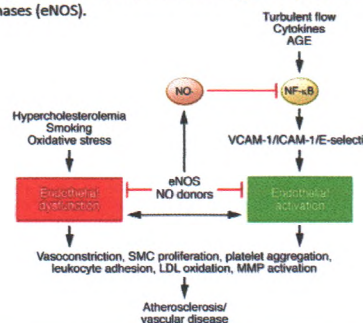 nases (eNOS).
Turbulent flow
Cytokines
AGE
NO·
NF-κB
Hypercholesterolemia
Smoking
Oxidative stress
VCAM-1/ICAM-1/E-selecti
eNOS
NO donors
Endothelial
dysfunction
Endothelial
activation
Vasoconstriction, SMC proliferation, platelet aggregation,
leukocyte adhesion, LDL oxidation, MMP activation
Atherosclerosis/
vascular disease